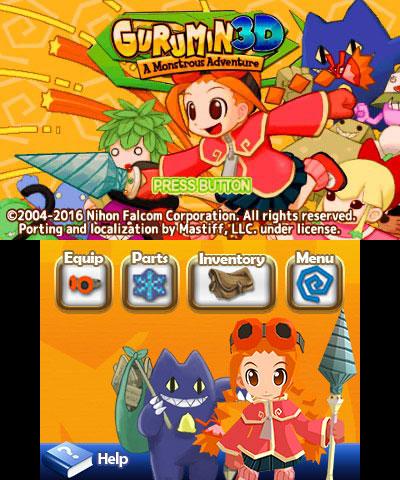 GURUMIN 3D
A Monstrous Adventure
PRESS BUTTON
©2004-2016 Nihon Falcom Corporation. All rights reserved.
Porting and localization by Mastiff, LLC. under license.
Equip Parts Inventory Menu
Help